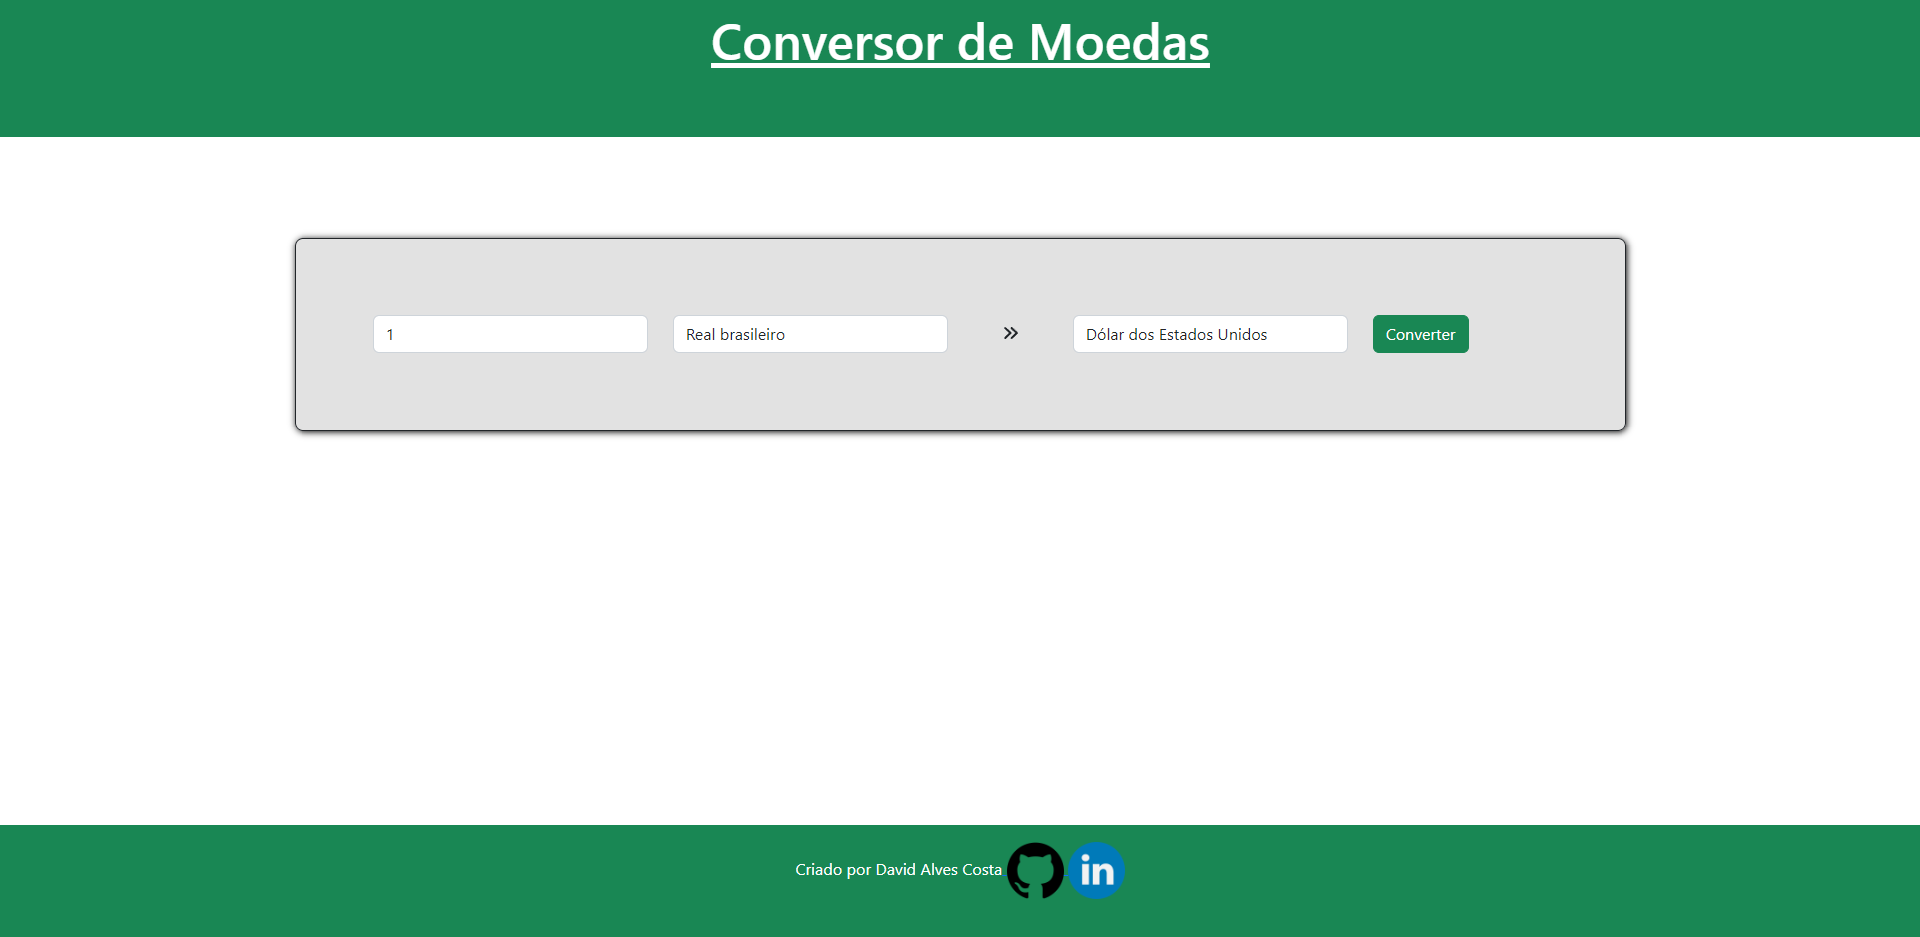 Conversor de Moedas
1 Real brasileiro » Dólar dos Estados Unidos Converter
Criado por David Alves Costa in